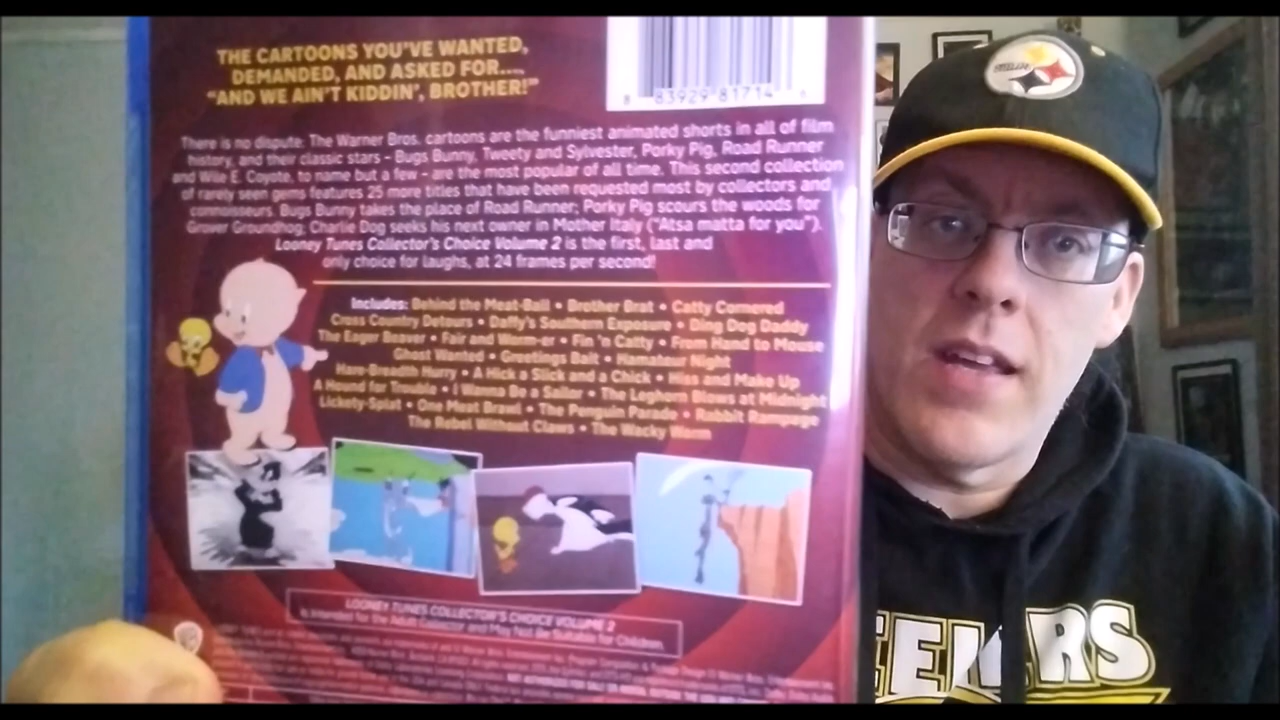 THE CARTOONS YOU'VE WANTED,
DEMANDED, AND ASKED FOR....
"AND WE AIN'T KIDDIN', BROTHER!"
8 83929 81714 6
There is no dispute: The Warner Bros. cartoons are the funniest animated shorts in all of film
history, and their classic stars – Bugs Bunny, Tweety and Sylvester, Porky Pig, Road Runner
and Wile E. Coyote, to name but a few – are the most popular of all time. This second collection
of rarely seen gems features 25 more titles that have been requested most by collectors and
connoisseurs. Bugs Bunny takes the place of Road Runner; Porky Pig scours the woods for
Grover Groundhog; Charlie Dog seeks his next owner in Mother Italy ("Atsa matta for you").
Looney Tunes Collector's Choice Volume 2 is the first, last and
only choice for laughs, at 24 frames per second!
Includes: Behind the Meat-Ball • Brother Brat • Catty Cornered
Cross Country Detours • Daffy's Southern Exposure • Ding Dog Daddy
The Eager Beaver • Fair and Worm-er • Fin 'n Catty • From Hand to Mouse
Ghost Wanted • Greetings Bait • Hamateur Night
Hare-Breadth Hurry • A Hick a Slick and a Chick • Hiss and Make Up
A Hound for Trouble • I Wanna Be a Sailor • The Leghorn Blows at Midnight
Lickety-Splat • One Meat Brawl • The Penguin Parade • Rabbit Rampage
The Rebel Without Claws • The Wacky Worm
LOONEY TUNES COLLECTOR'S CHOICE VOLUME 2
is Intended for the Adult Collector and May Not Be Suitable for Children.
Steelers
EELERS